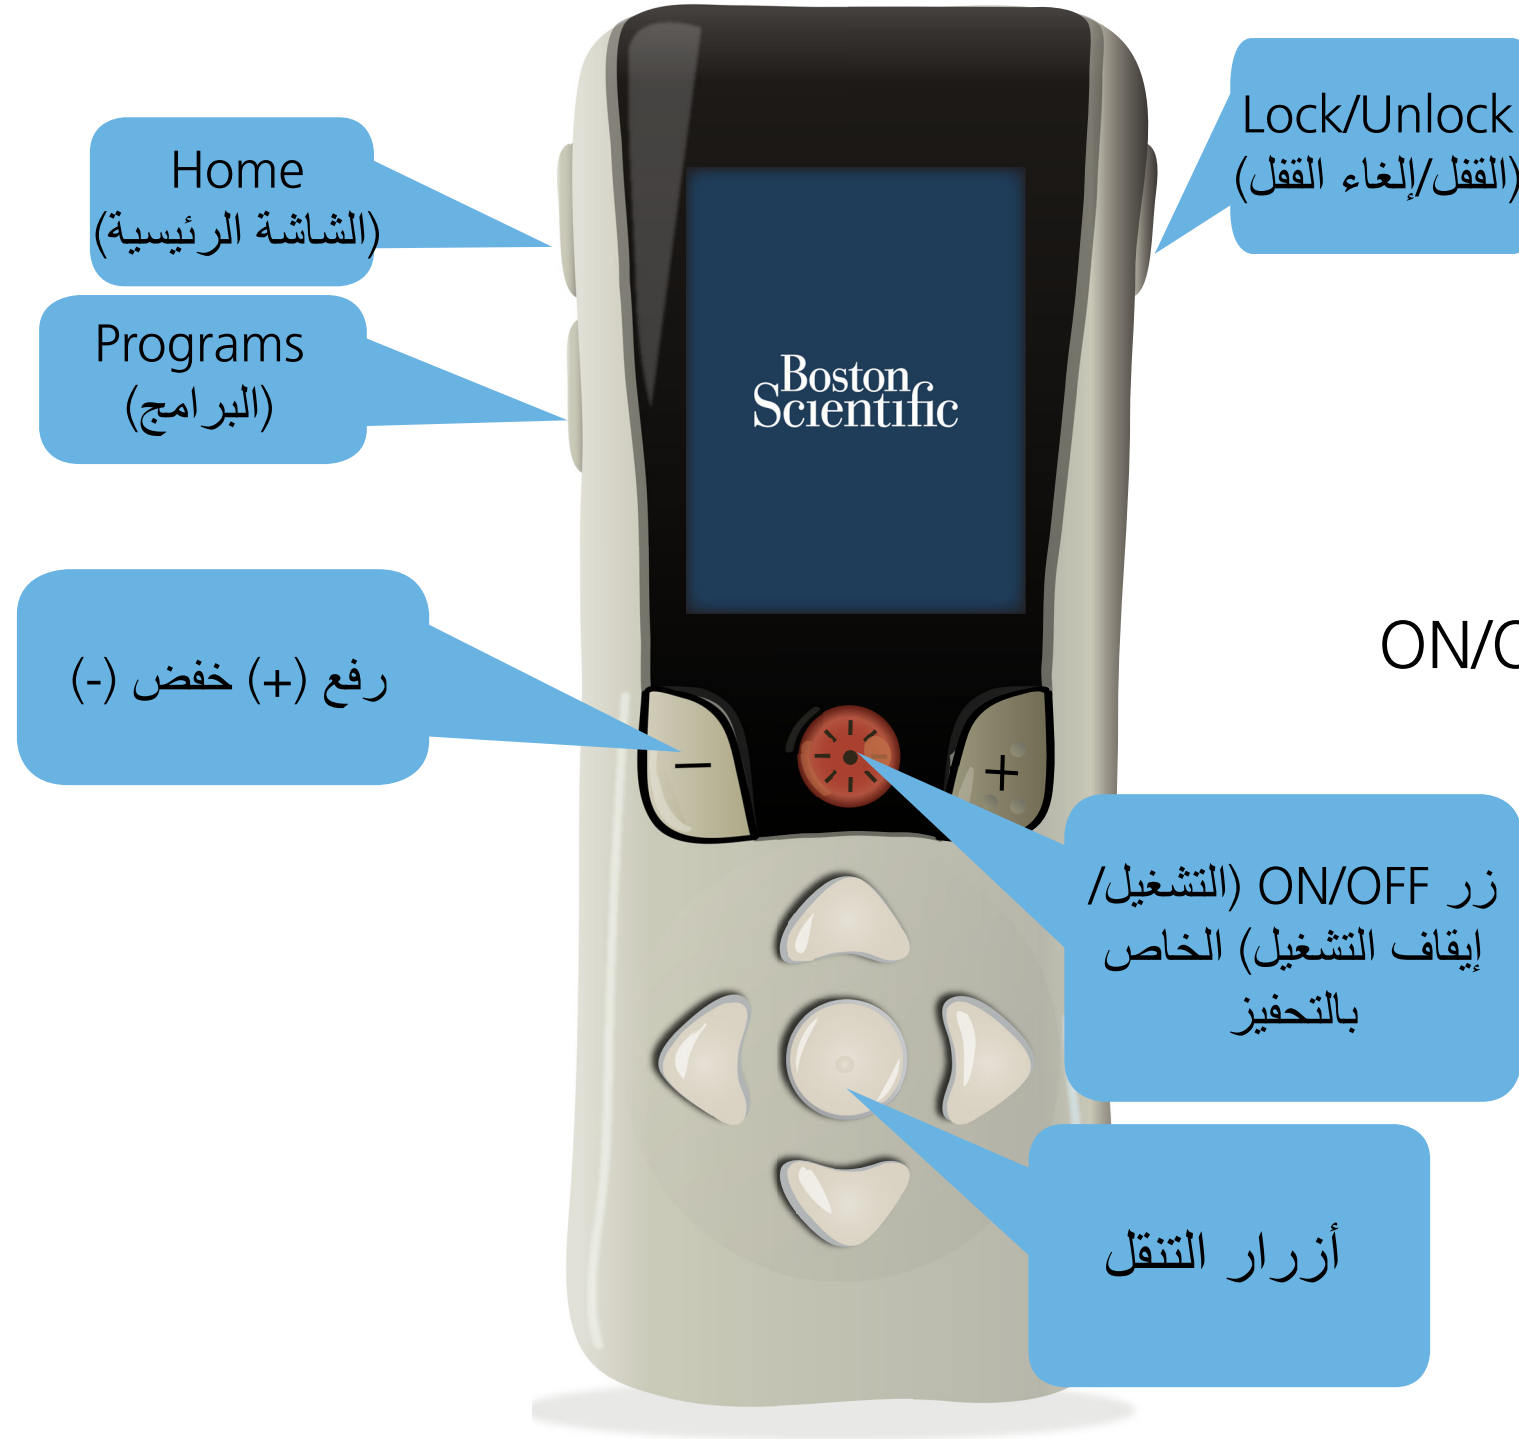 Lock/Unlock
(القفل/إلغاء القفل)
Home
(الشاشة الرئيسية)
Programs
(البرامج)
Boston
Scientific
ON/
رفع (+) خفض (-)
−
+
زر ON/OFF (التشغيل/
إيقاف التشغيل) الخاص
بالتحفيز
أزرار التنقل